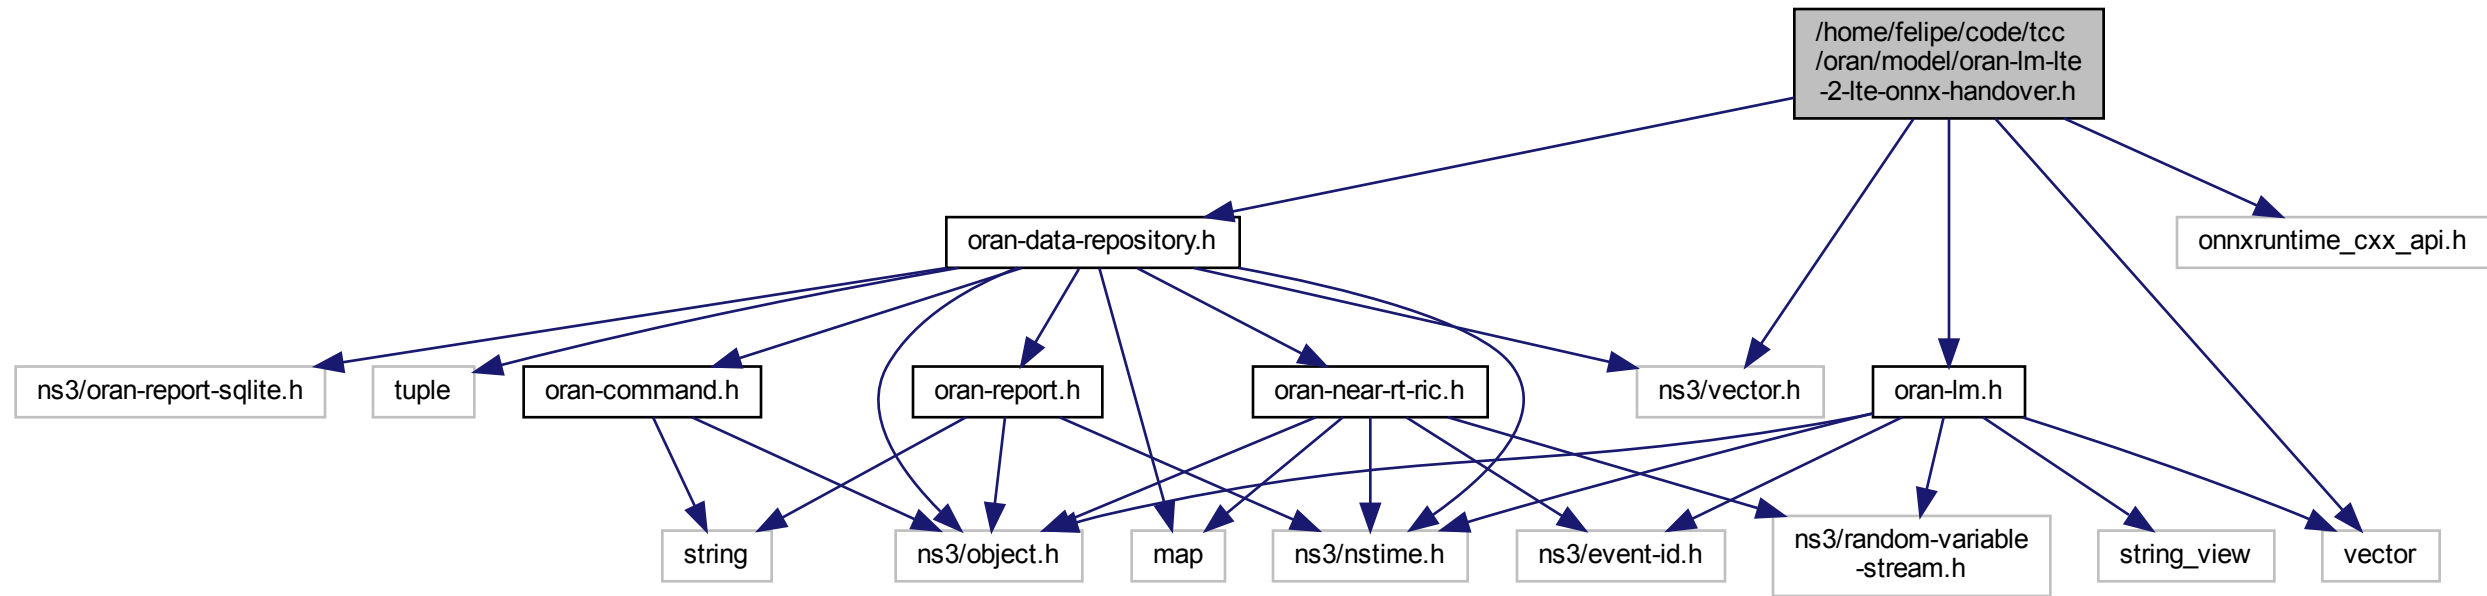 /home/felipe/code/tcc
/oran/model/oran-lm-lte
-2-lte-onnx-handover.h
oran-data-repository.h
onnxruntime_cxx_api.h
ns3/oran-report-sqlite.h
tuple
oran-command.h
oran-report.h
oran-near-rt-ric.h
ns3/vector.h
oran-lm.h
string
ns3/object.h
map
ns3/nstime.h
ns3/event-id.h
ns3/random-variable
-stream.h
string_view
vector